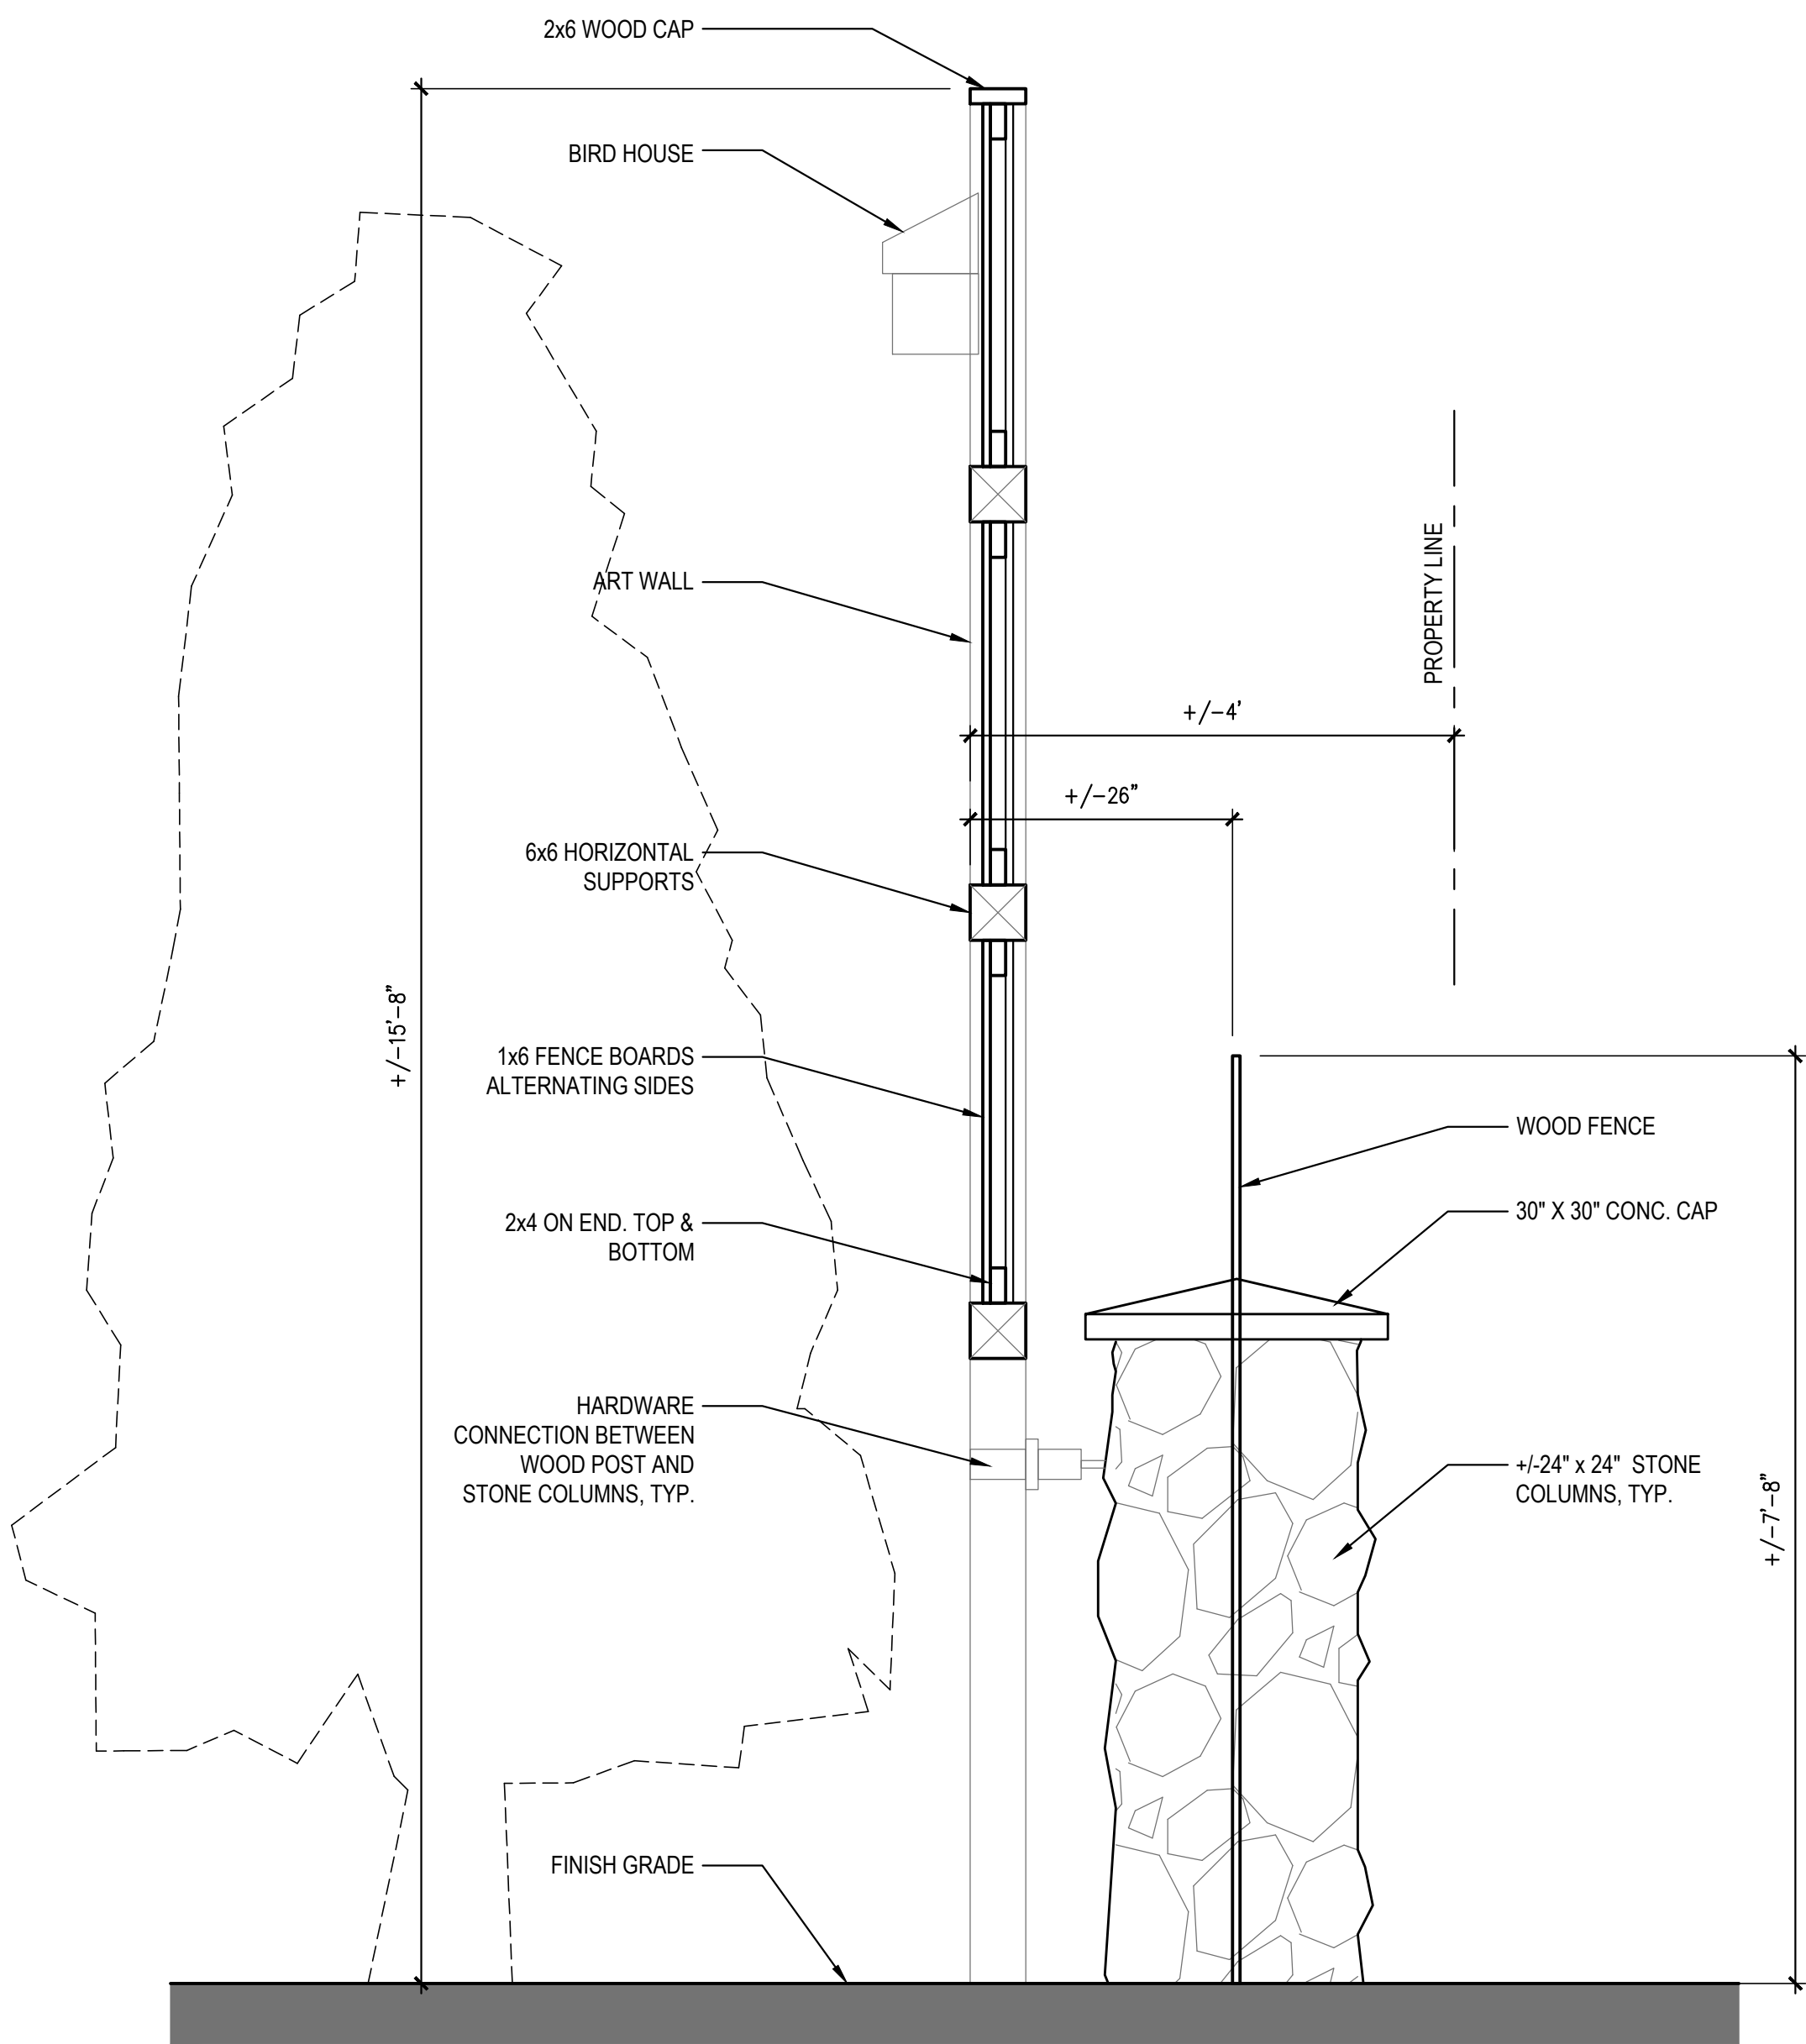 2x6 WOOD CAP
BIRD HOUSE
ART WALL
PROPERTY LINE
+/-4'
+/-26"
6x6 HORIZONTAL
SUPPORTS
+/-15'-8"
1x6 FENCE BOARDS
ALTERNATING SIDES
WOOD FENCE
30" X 30" CONC. CAP
2x4 ON END. TOP &
BOTTOM
HARDWARE
CONNECTION BETWEEN
WOOD POST AND
STONE COLUMNS, TYP.
+/-24" x 24" STONE
COLUMNS, TYP.
+/-7'-8"
FINISH GRADE